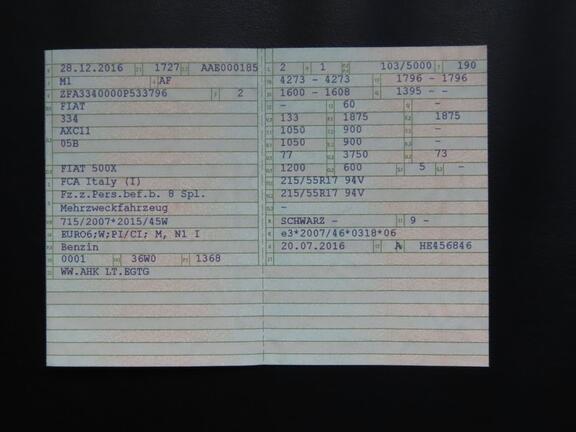 28.12.2016 1727 AAE000185
M1 AF
ZFA3340000P533796 2
FIAT
334
AXC11
05B
FIAT 500X
FCA Italy (I)
Fz.z.Pers.bef.b. 8 Spl.
Mehrzweckfahrzeug
715/2007*2015/45W
EURO6;W;PI/CI; M, N1 I
Benzin
0001 36W0 1368
WW.AHK LT.EGTG
2 1 103/5000 190
4273 - 4273 1796 - 1796
1600 - 1608 1395 - -
- 60 -
133 1875 1875
1050 900 -
1050 900 -
77 3750 73
1200 600 5 -
215/55R17 94V
215/55R17 94V
-
SCHWARZ - 9 -
e3*2007/46*0318*06
20.07.2016 A HE456846